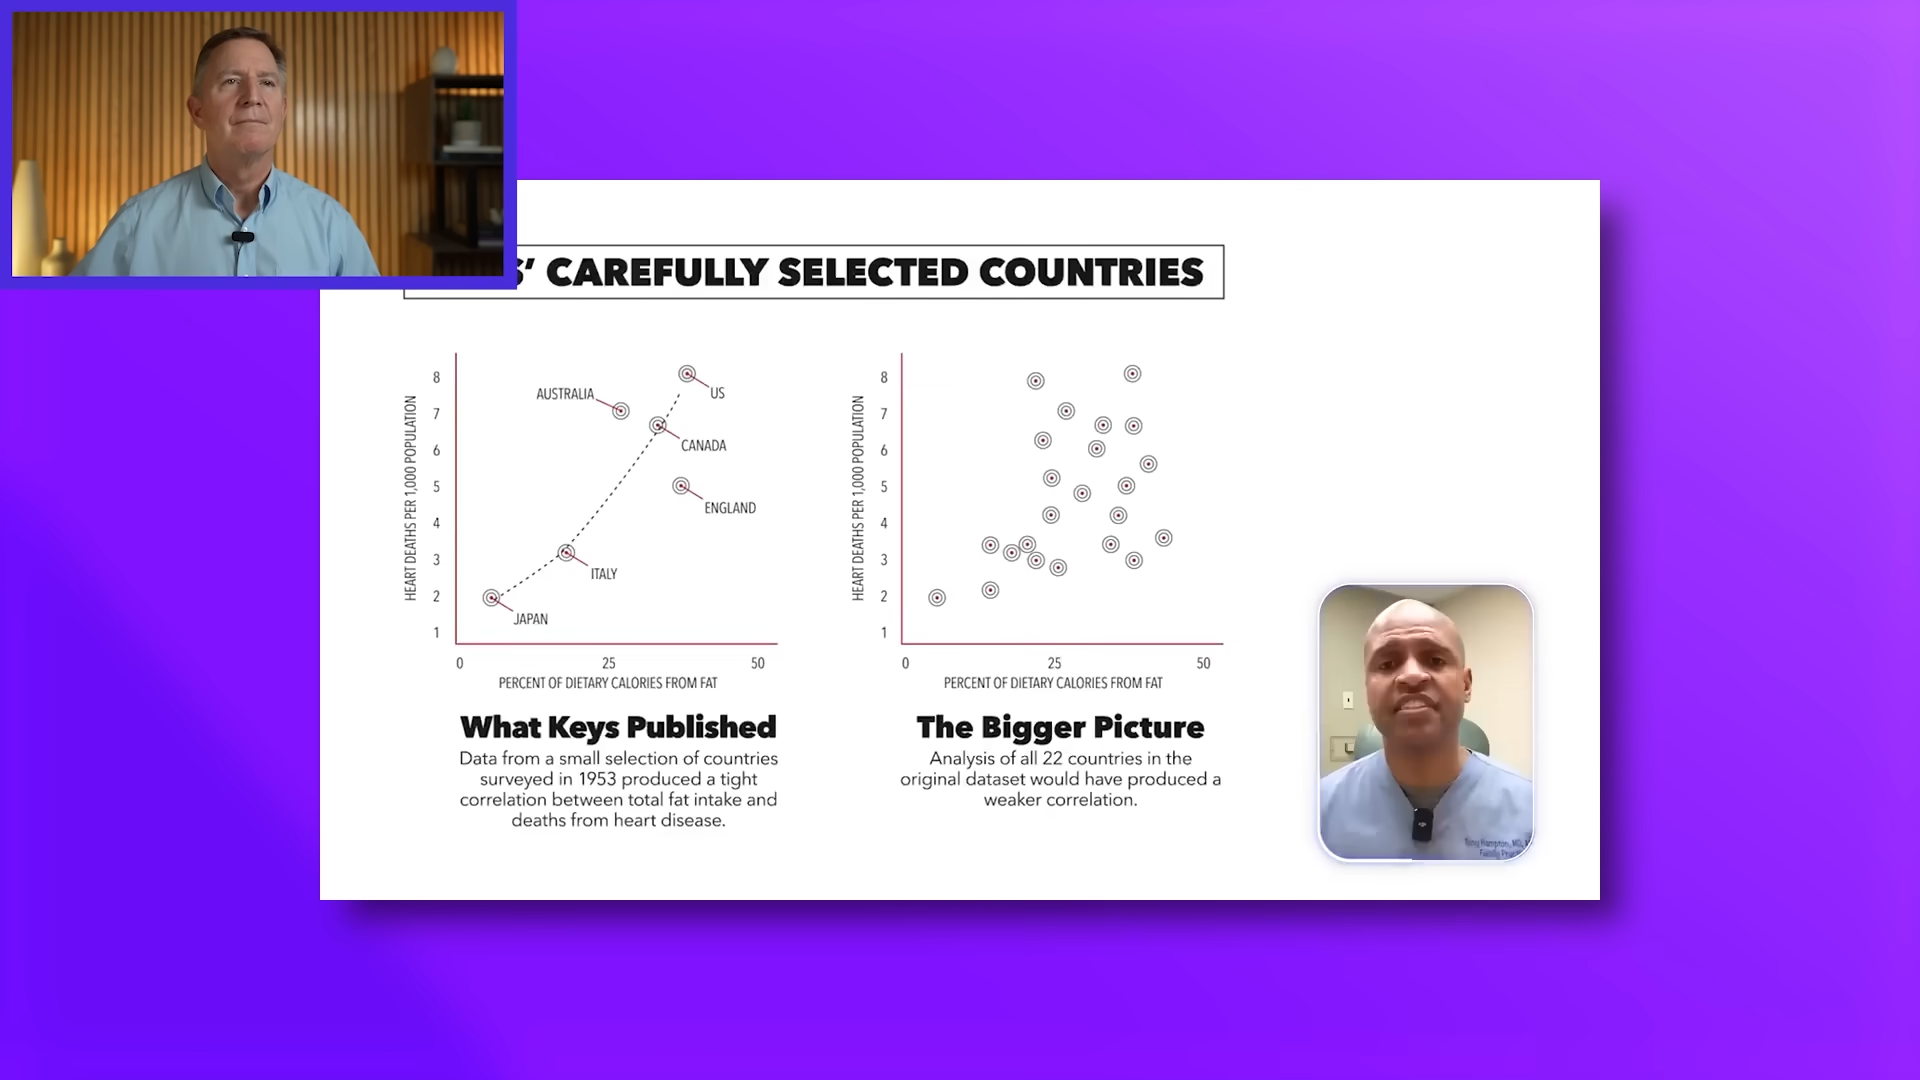 S’ CAREFULLY SELECTED COUNTRIES
HEART DEATHS PER 1,000 POPULATION
8
7
6
5
4
3
2
1
AUSTRALIA
US
CANADA
ENGLAND
ITALY
JAPAN
0
25
50
PERCENT OF DIETARY CALORIES FROM FAT
What Keys Published
Data from a small selection of countries
surveyed in 1953 produced a tight
correlation between total fat intake and
deaths from heart disease.
HEART DEATHS PER 1,000 POPULATION
8
7
6
5
4
3
2
1
0
25
50
PERCENT OF DIETARY CALORIES FROM FAT
The Bigger Picture
Analysis of all 22 countries in the
original dataset would have produced a
weaker correlation.
Hampton, MD,